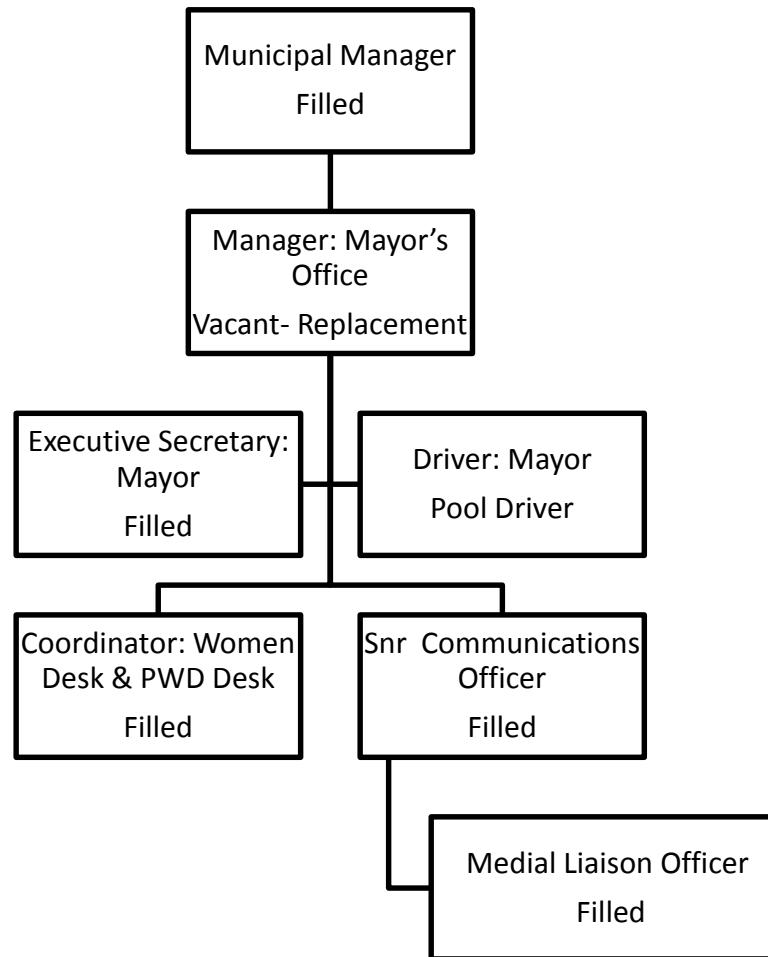 Municipal Manager
Filled
Manager: Mayor’s
Office
Vacant- Replacement
Executive Secretary:
Mayor
Filled
Driver: Mayor
Pool Driver
Coordinator: Women
Desk & PWD Desk
Filled
Snr  Communications
Officer
Filled
Medial Liaison Officer
Filled